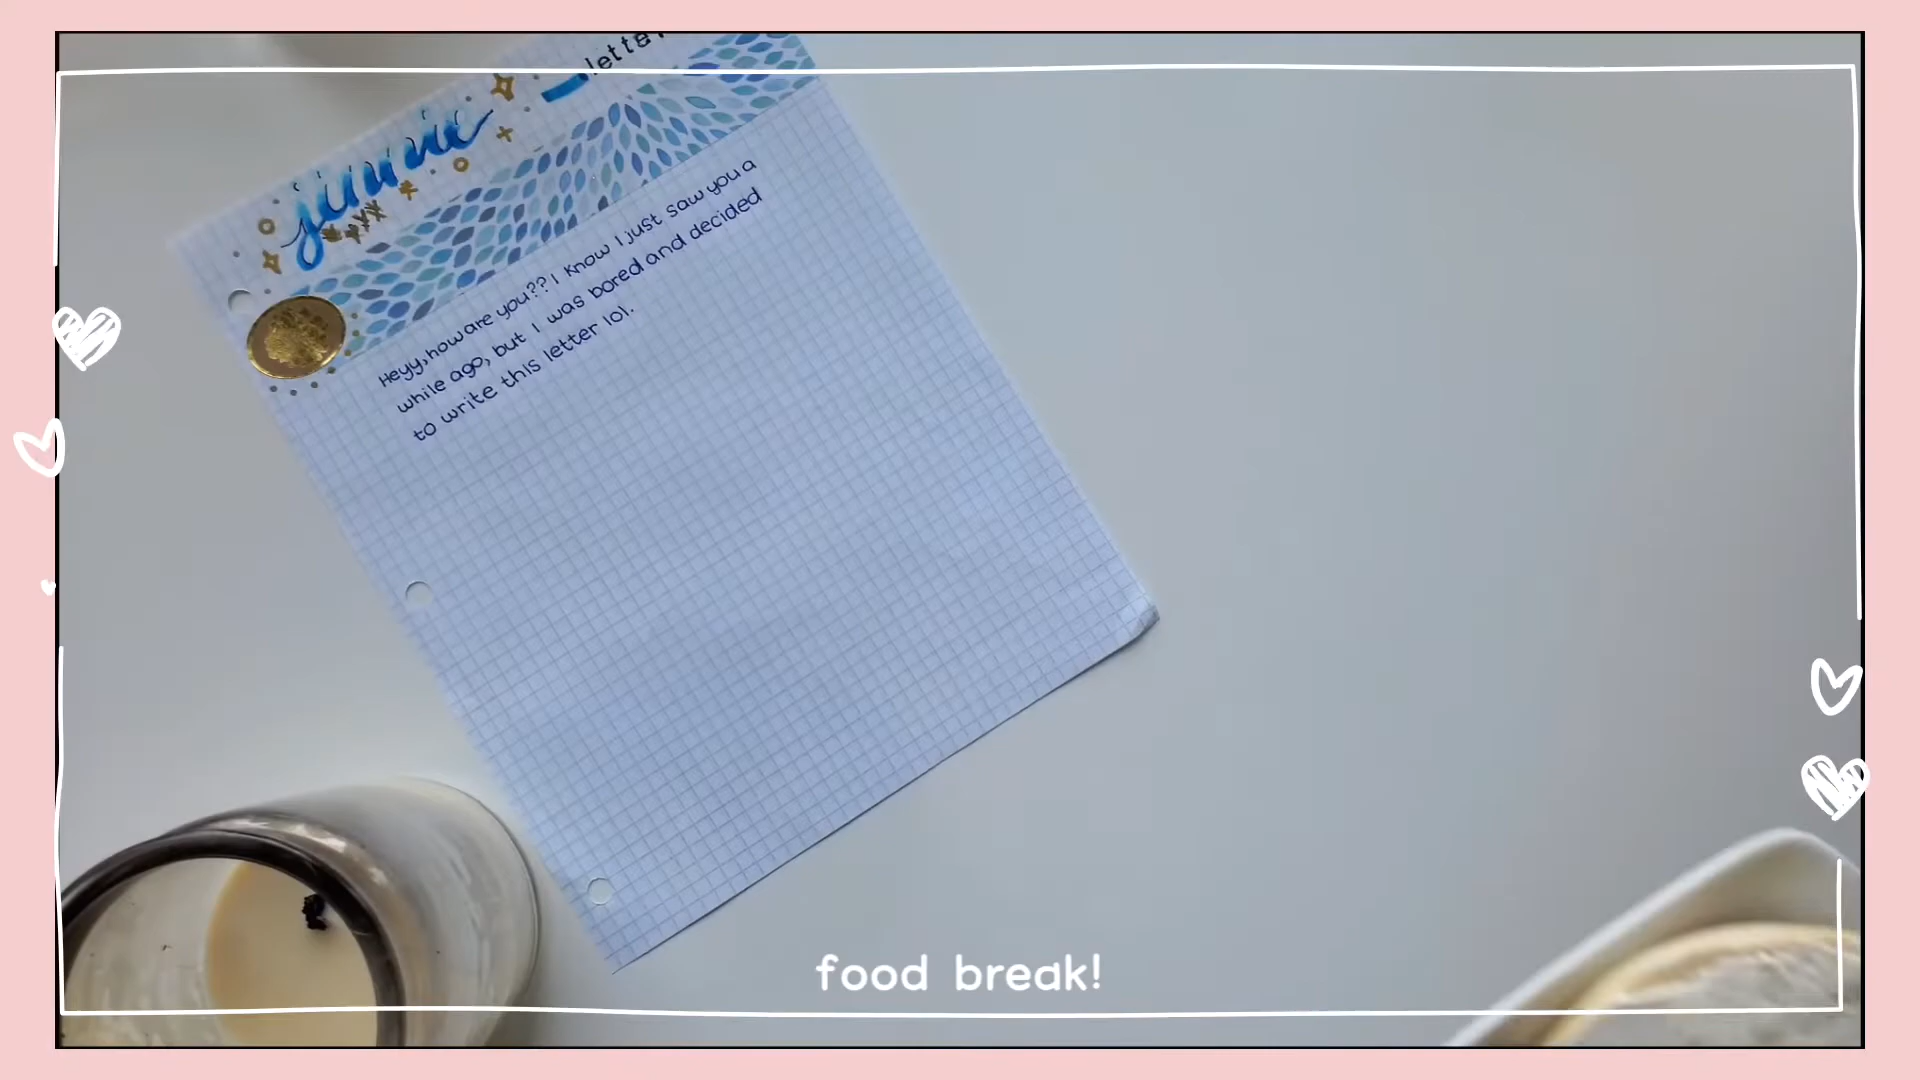 letter
jinnie
Heyy, how are you?? I know I just saw you a
while ago, but I was bored and decided
to write this letter lol.
food break!